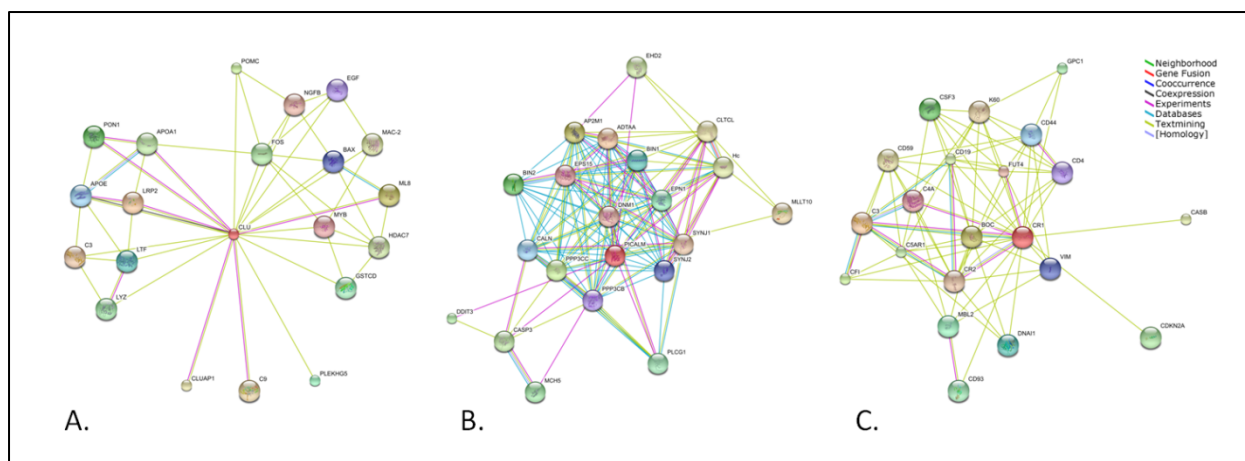 POMC
EGF
NGFB
PON1
APOA1
MAC-2
FOS
BAX
APOE
LRP2
ML8
MYB
CLU
C3
LTF
HDAC7
GSTCD
LYZ
CLUAP1
C9
PLEKHG5
A.
EHD2
AP2M1
ADTAA
CLTCL
BIN1
Hc
EPS15
BIN2
EPN1
DNM1
MLLT10
CALN
SYNJ1
PICALM
PPP3CC
SYNJ2
PPP3CB
DDIT3
CASP3
PLCG1
MCH5
B.
GPC1
CSF3
K60
CD44
CD59
CD19
FUT4
CD4
C4A
C3
BOC
CR1
CASB
C5AR1
VIM
CFI
CR2
MBL2
DNAI1
CDKN2A
CD93
C.
Neighborhood
Gene Fusion
Cooccurrence
Coexpression
Experiments
Databases
Textmining
[Homology]